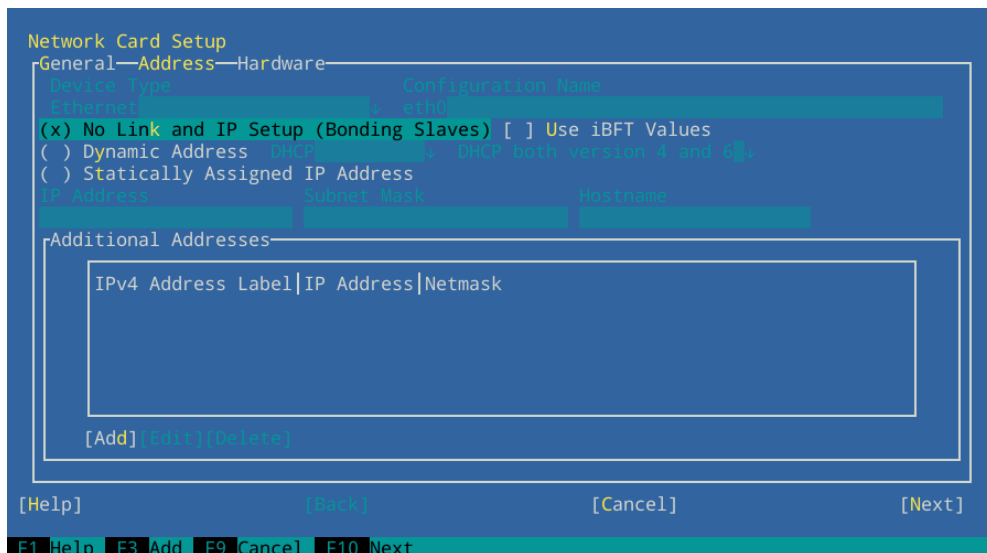 Network Card Setup
General—Address—Hardware
Device Type Configuration Name
Ethernet ↓ eth0
(x) No Link and IP Setup (Bonding Slaves) [ ] Use iBFT Values
( ) Dynamic Address DHCP ↓ DHCP both version 4 and 6 ↓
( ) Statically Assigned IP Address
IP Address Subnet Mask Hostname
Additional Addresses
IPv4 Address Label|IP Address|Netmask
[Add][Edit][Delete]
[Help] [Back] [Cancel] [Next]
F1 Help F3 Add F9 Cancel F10 Next